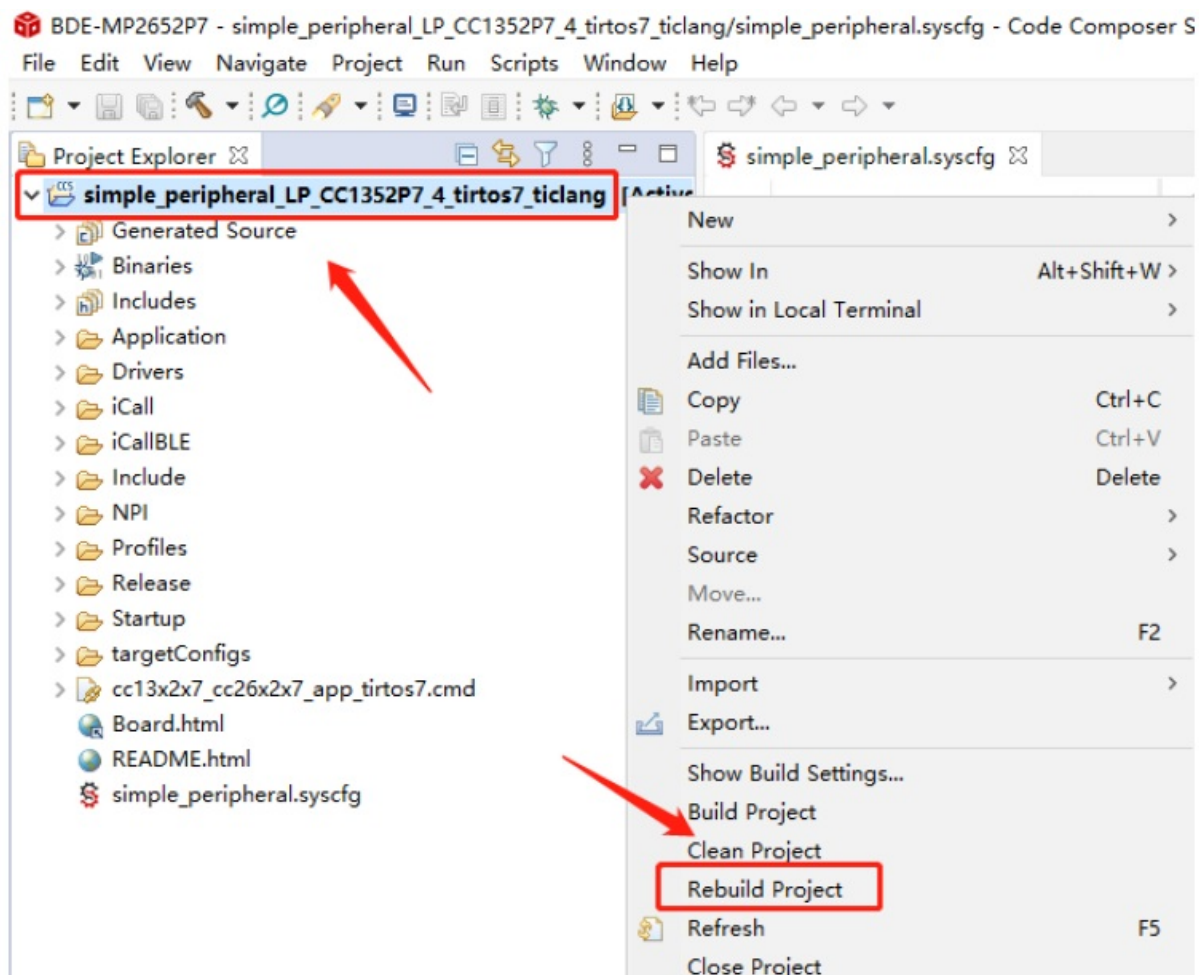 BDE-MP2652P7 - simple_peripheral_LP_CC1352P7_4_tirtos7_ticlang/simple_peripheral.syscfg - Code Composer S
File Edit View Navigate Project Run Scripts Window Help
Project Explorer
simple_peripheral.syscfg
simple_peripheral_LP_CC1352P7_4_tirtos7_ticlang [Active
Generated Source
Binaries
Includes
Application
Drivers
iCall
iCallBLE
Include
NPI
Profiles
Release
Startup
targetConfigs
cc13x2x7_cc26x2x7_app_tirtos7.cmd
Board.html
README.html
simple_peripheral.syscfg
New
Show In Alt+Shift+W
Show in Local Terminal
Add Files...
Copy Ctrl+C
Paste Ctrl+V
Delete Delete
Refactor
Source
Move...
Rename... F2
Import
Export...
Show Build Settings...
Build Project
Clean Project
Rebuild Project
Refresh F5
Close Project